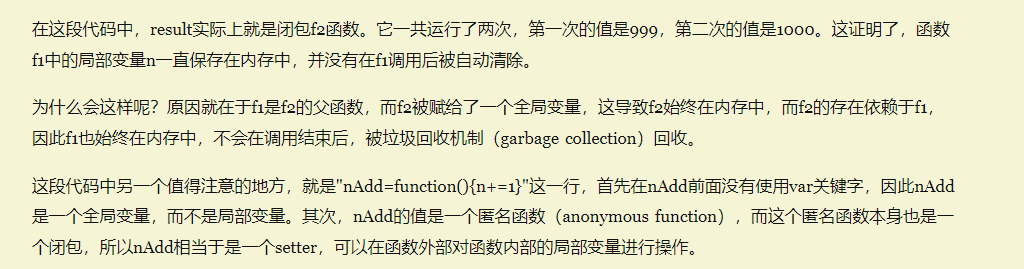 在这段代码中，result实际上就是闭包f2函数。它一共运行了两次，第一次的值是999，第二次的值是1000。这证明了，函数
f1中的局部变量n一直保存在内存中，并没有在f1调用后被自动清除。
为什么会这样呢？原因就在于f1是f2的父函数，而f2被赋给了一个全局变量，这导致f2始终在内存中，而f2的存在依赖于f1，
因此f1也始终在内存中，不会在调用结束后，被垃圾回收机制（garbage collection）回收。
这段代码中另一个值得注意的地方，就是"nAdd=function(){n+=1}"这一行，首先在nAdd前面没有使用var关键字，因此nAdd
是一个全局变量，而不是局部变量。其次，nAdd的值是一个匿名函数（anonymous function），而这个匿名函数本身也是一
个闭包，所以nAdd相当于是一个setter，可以在函数外部对函数内部的局部变量进行操作。